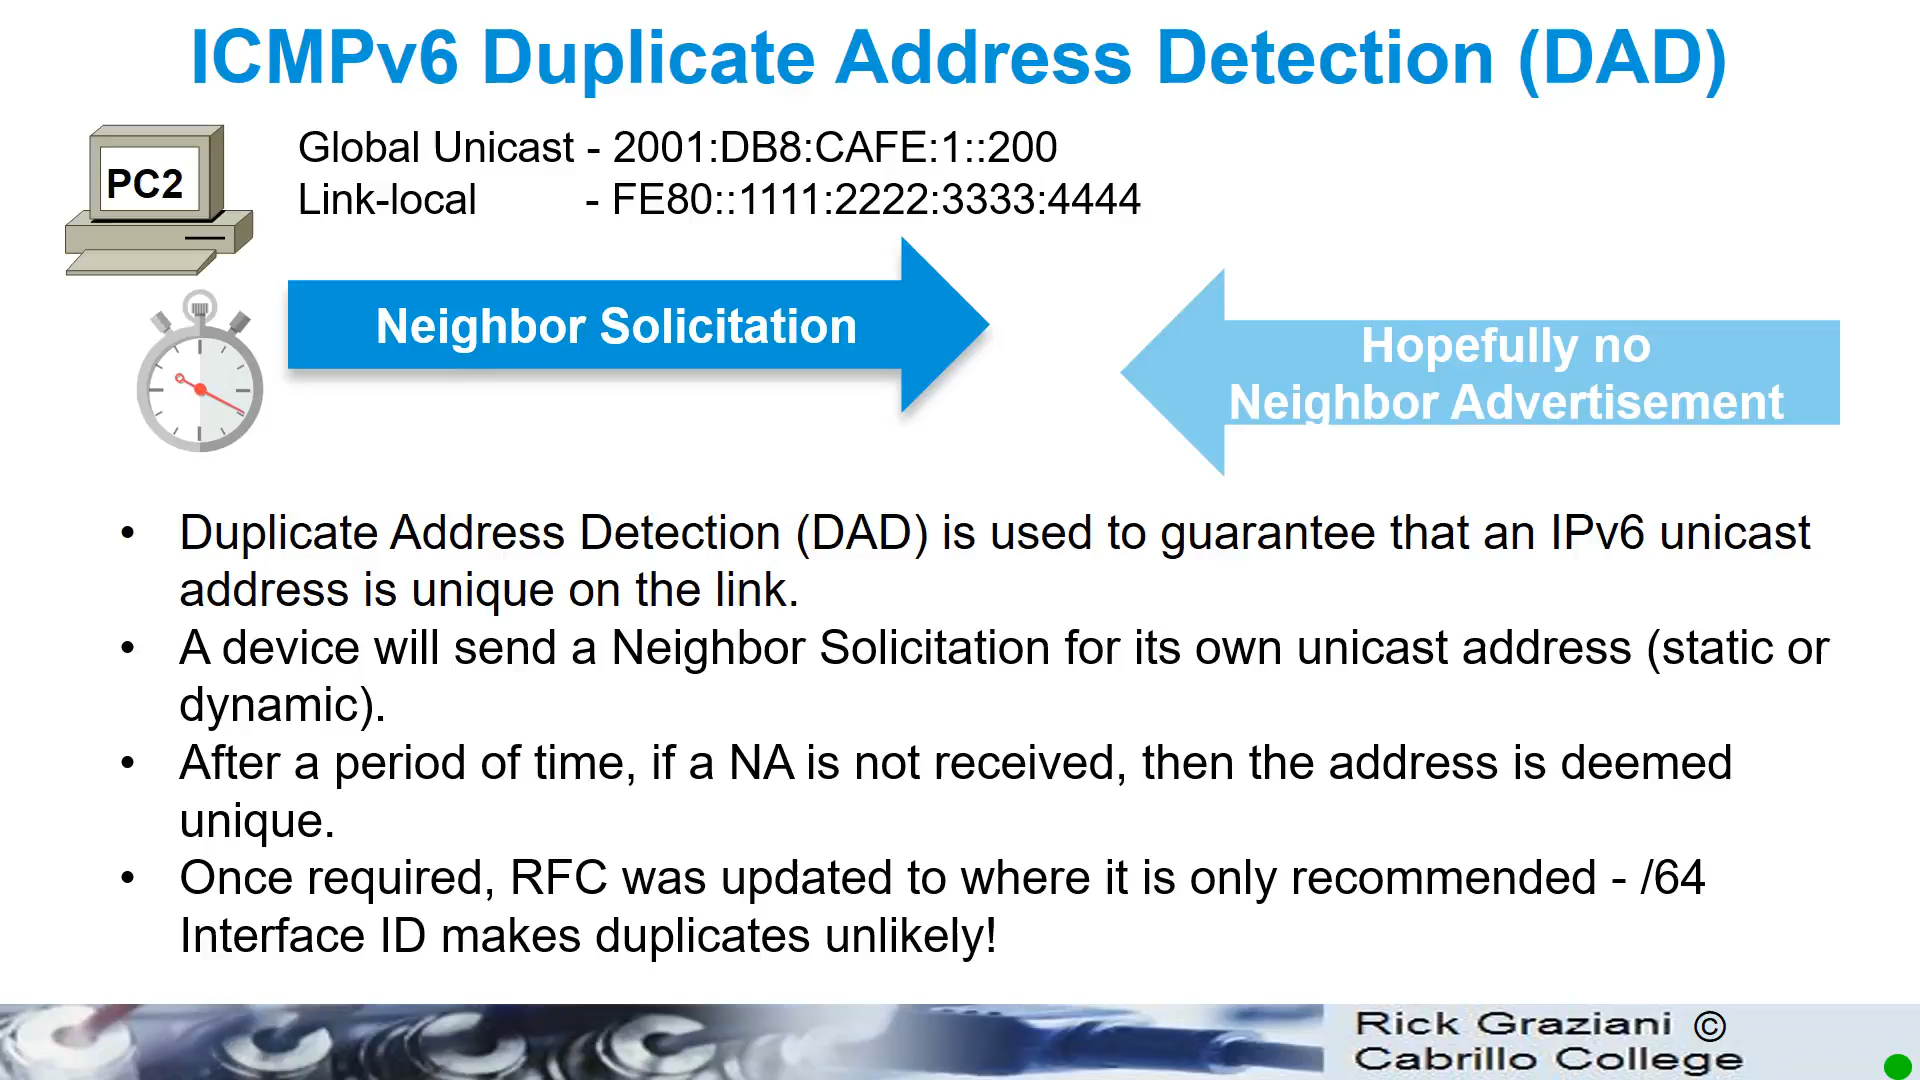 ICMPv6 Duplicate Address Detection (DAD)
PC2
Global Unicast - 2001:DB8:CAFE:1::200
Link-local - FE80::1111:2222:3333:4444
Neighbor Solicitation
Hopefully no
Neighbor Advertisement
• Duplicate Address Detection (DAD) is used to guarantee that an IPv6 unicast
address is unique on the link.
• A device will send a Neighbor Solicitation for its own unicast address (static or
dynamic).
• After a period of time, if a NA is not received, then the address is deemed
unique.
• Once required, RFC was updated to where it is only recommended - /64
Interface ID makes duplicates unlikely!
Rick Graziani ©
Cabrillo College